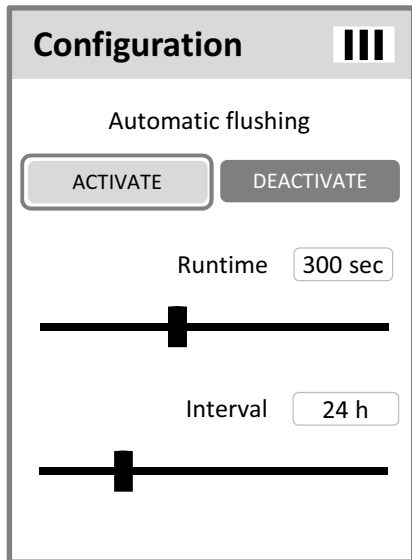 Configuration
Automatic flushing
ACTIVATE DEACTIVATE
Runtime 300 sec
Interval 24 h